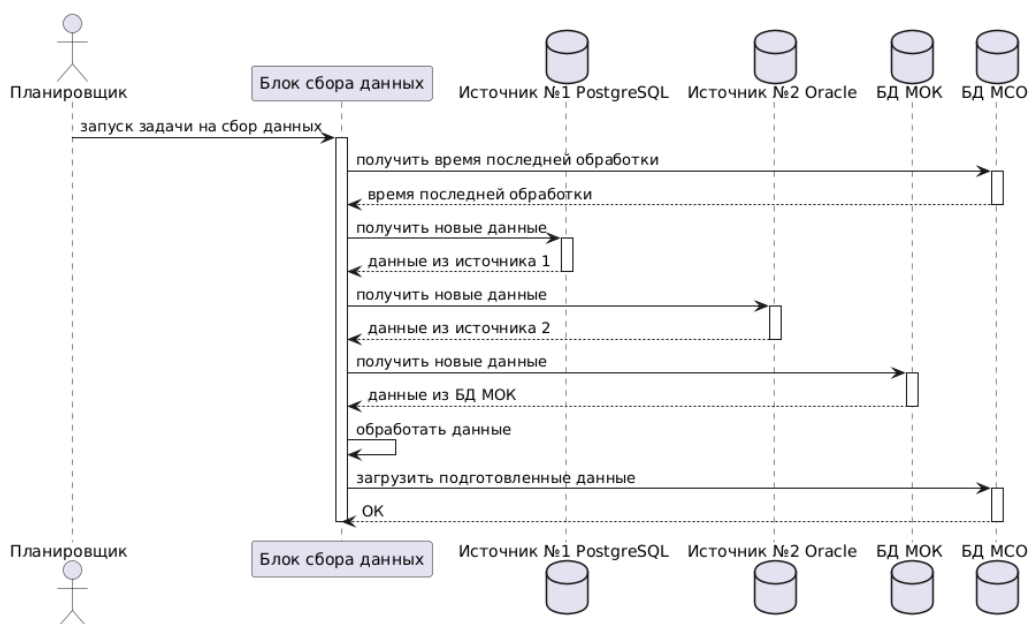 Планировщик
Блок сбора данных
Источник №1 PostgreSQL
Источник №2 Oracle
БД МОК
БД МСО
запуск задачи на сбор данных
получить время последней обработки
время последней обработки
получить новые данные
данные из источника 1
получить новые данные
данные из источника 2
получить новые данные
данные из БД МОК
обработать данные
загрузить подготовленные данные
ОК
Планировщик
Блок сбора данных
Источник №1 PostgreSQL
Источник №2 Oracle
БД МОК
БД МСО